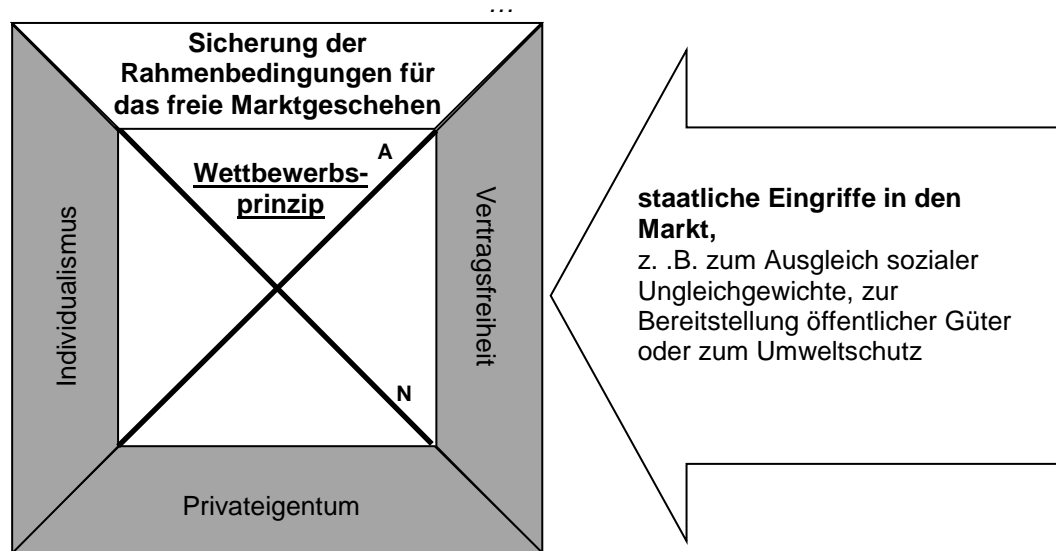 …
Sicherung der
Rahmenbedingungen für
das freie Marktgeschehen
A
Wettbewerbs-
prinzip
N
Individualismus
Vertragsfreiheit
Privateigentum
staatliche Eingriffe in den
Markt,
z. .B. zum Ausgleich sozialer
Ungleichgewichte, zur
Bereitstellung öffentlicher Güter
oder zum Umweltschutz